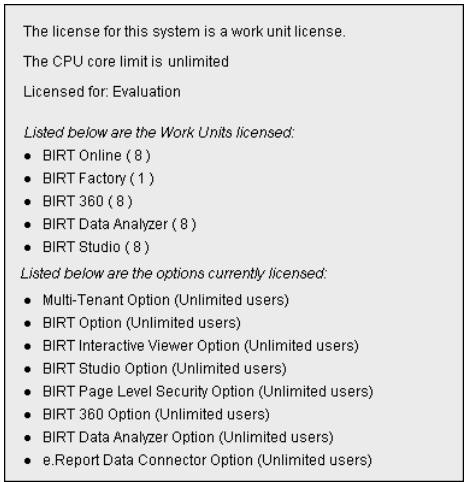 The license for this system is a work unit license.
The CPU core limit is unlimited
Licensed for: Evaluation
Listed below are the Work Units licensed:
● BIRT Online ( 8 )
● BIRT Factory ( 1 )
● BIRT 360 ( 8 )
● BIRT Data Analyzer ( 8 )
● BIRT Studio ( 8 )
Listed below are the options currently licensed:
● Multi-Tenant Option (Unlimited users)
● BIRT Option (Unlimited users)
● BIRT Interactive Viewer Option (Unlimited users)
● BIRT Studio Option (Unlimited users)
● BIRT Page Level Security Option (Unlimited users)
● BIRT 360 Option (Unlimited users)
● BIRT Data Analyzer Option (Unlimited users)
● e.Report Data Connector Option (Unlimited users)